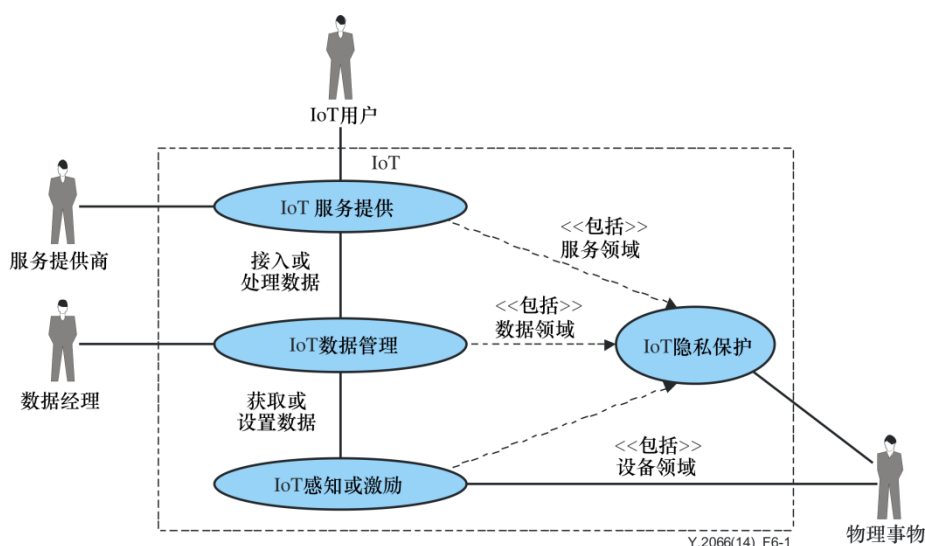 IoT用户
IoT
IoT 服务提供
<<包括>>
服务领域
服务提供商
接入或
处理数据
<<包括>>
数据领域
IoT数据管理
IoT隐私保护
数据经理
获取或
设置数据
<<包括>>
设备领域
IoT感知或激励
物理事物
Y.2066(14)_F6-1